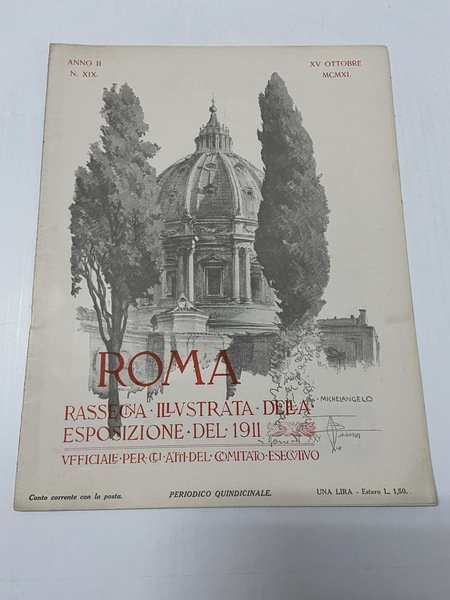 ANNO II
N. XIX.
XV OTTOBRE
MCMXI.
ROMA
MICHELANGELO
RASSEGNA · ILLVSTRATA · DELLA
ESPOSIZIONE · DEL · 1911
VFFICIALE · PER · GLI · ATTI · DEL · COMITATO · ESECVTIVO
Conto corrente con la posta.
PERIODICO QUINDICINALE.
UNA LIRA - Estero L. 1,50.